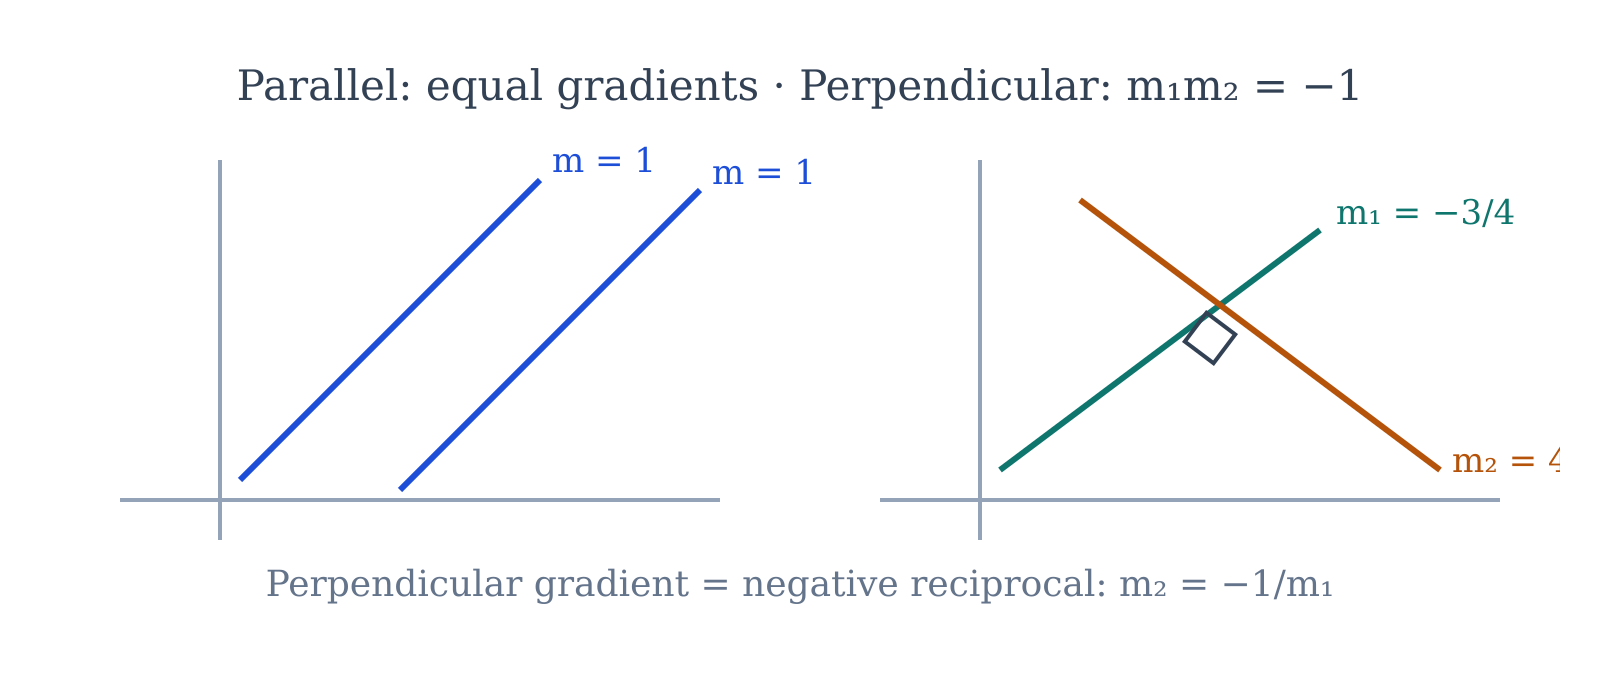 Parallel: equal gradients · Perpendicular: m₁m₂ = −1
m = 1
m = 1
m₁ = −3/4
m₂ =
Perpendicular gradient = negative reciprocal: m₂ = −1/m₁